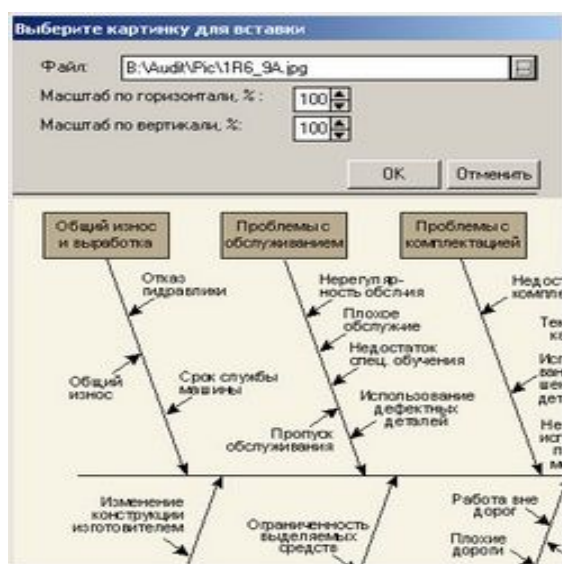 Выберите картинку для вставки
Файл:
B:\Audit\Pic\1R6_9A.jpg
Масштаб по горизонтали, % :
100
Масштаб по вертикали, %:
100
OK
Отменить
Общий износ
и выработка
Проблемы с
обслуживанием
Проблемы с
комплектацией
Отказ
гидравлики
Общий
износ
Срок службы
машины
Нерегуляр-
ность обсл-ия
Плохое
обслуж-ие
Недостаток
спец. обучения
Использование
дефектных
деталей
Пропуск
обслуживания
Изменение
конструкции
изготовителем
Ограниченность
выделяемых
средств
Работа вне
дорог
Плохие
дороги